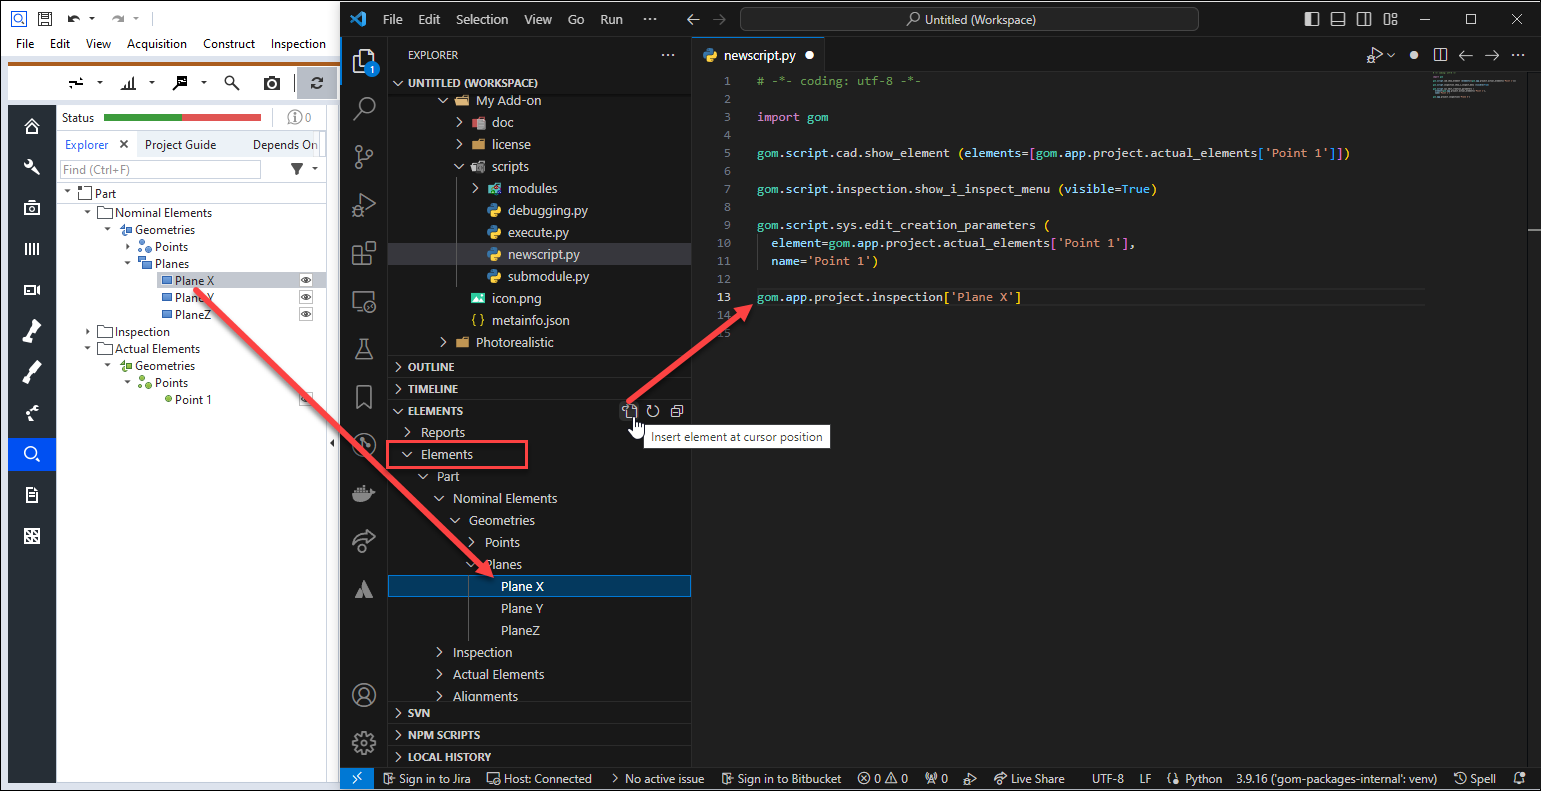 File Edit View Acquisition Construct Inspection
Status
0
Explorer ✕ Project Guide Depends On
Find (Ctrl+F)
Part
Nominal Elements
Geometries
Points
Planes
Plane X
Plane Y
PlaneZ
Inspection
Actual Elements
Geometries
Points
Point 1
File Edit Selection View Go Run ···
Untitled (Workspace)
1
EXPLORER ···
UNTITLED (WORKSPACE)
My Add-on
doc
license
scripts
modules
debugging.py
execute.py
newscript.py
submodule.py
icon.png
{} metainfo.json
Photorealistic
OUTLINE
TIMELINE
ELEMENTS
Reports
Elements
Part
Nominal Elements
Geometries
Points
Planes
Plane X
Plane Y
PlaneZ
Inspection
Actual Elements
Alignments
SVN
NPM SCRIPTS
LOCAL HISTORY
Insert element at cursor position
newscript.py ●
1 # -*- coding: utf-8 -*-
2
3 import gom
4
5 gom.script.cad.show_element (elements=[gom.app.project.actual_elements['Point 1']])
6
7 gom.script.inspection.show_i_inspect_menu (visible=True)
8
9 gom.script.sys.edit_creation_parameters (
10 element=gom.app.project.actual_elements['Point 1'],
11 name='Point 1')
12
13 gom.app.project.inspection['Plane X']
14
15
Sign in to Jira Host: Connected No active issue Sign in to Bitbucket 0 0 0 Live Share UTF-8 LF Python 3.9.16 ('gom-packages-internal': venv) Spell